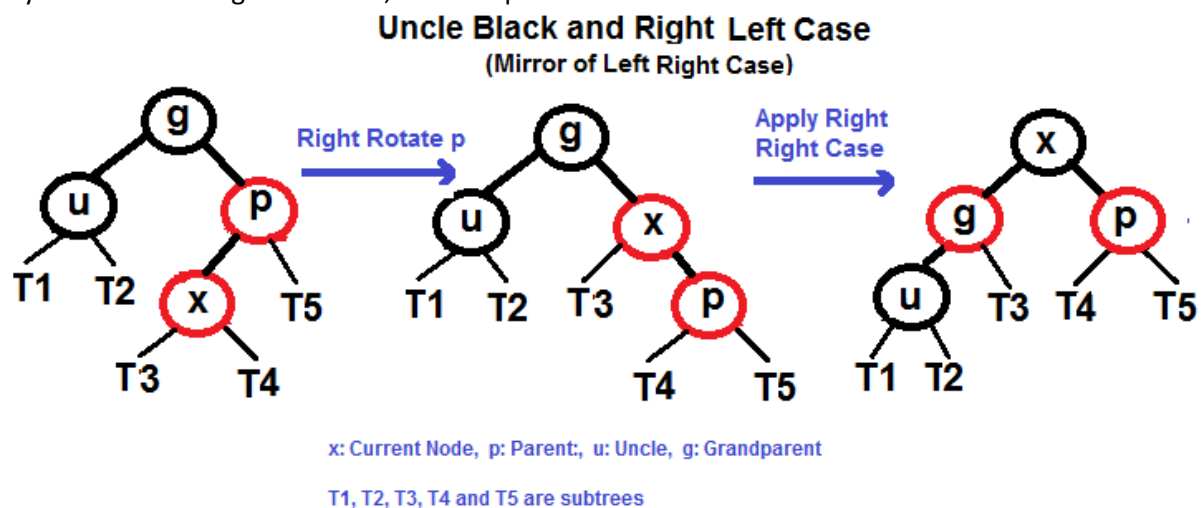 Uncle Black and Right Left Case
(Mirror of Left Right Case)
g
u
p
x
T1
T2
T3
T4
T5
Right Rotate p
g
u
x
p
T1
T2
T3
T4
T5
Apply Right
Right Case
x
g
p
u
T3
T4
T5
T1
T2
x: Current Node, p: Parent:, u: Uncle, g: Grandparent
T1, T2, T3, T4 and T5 are subtrees